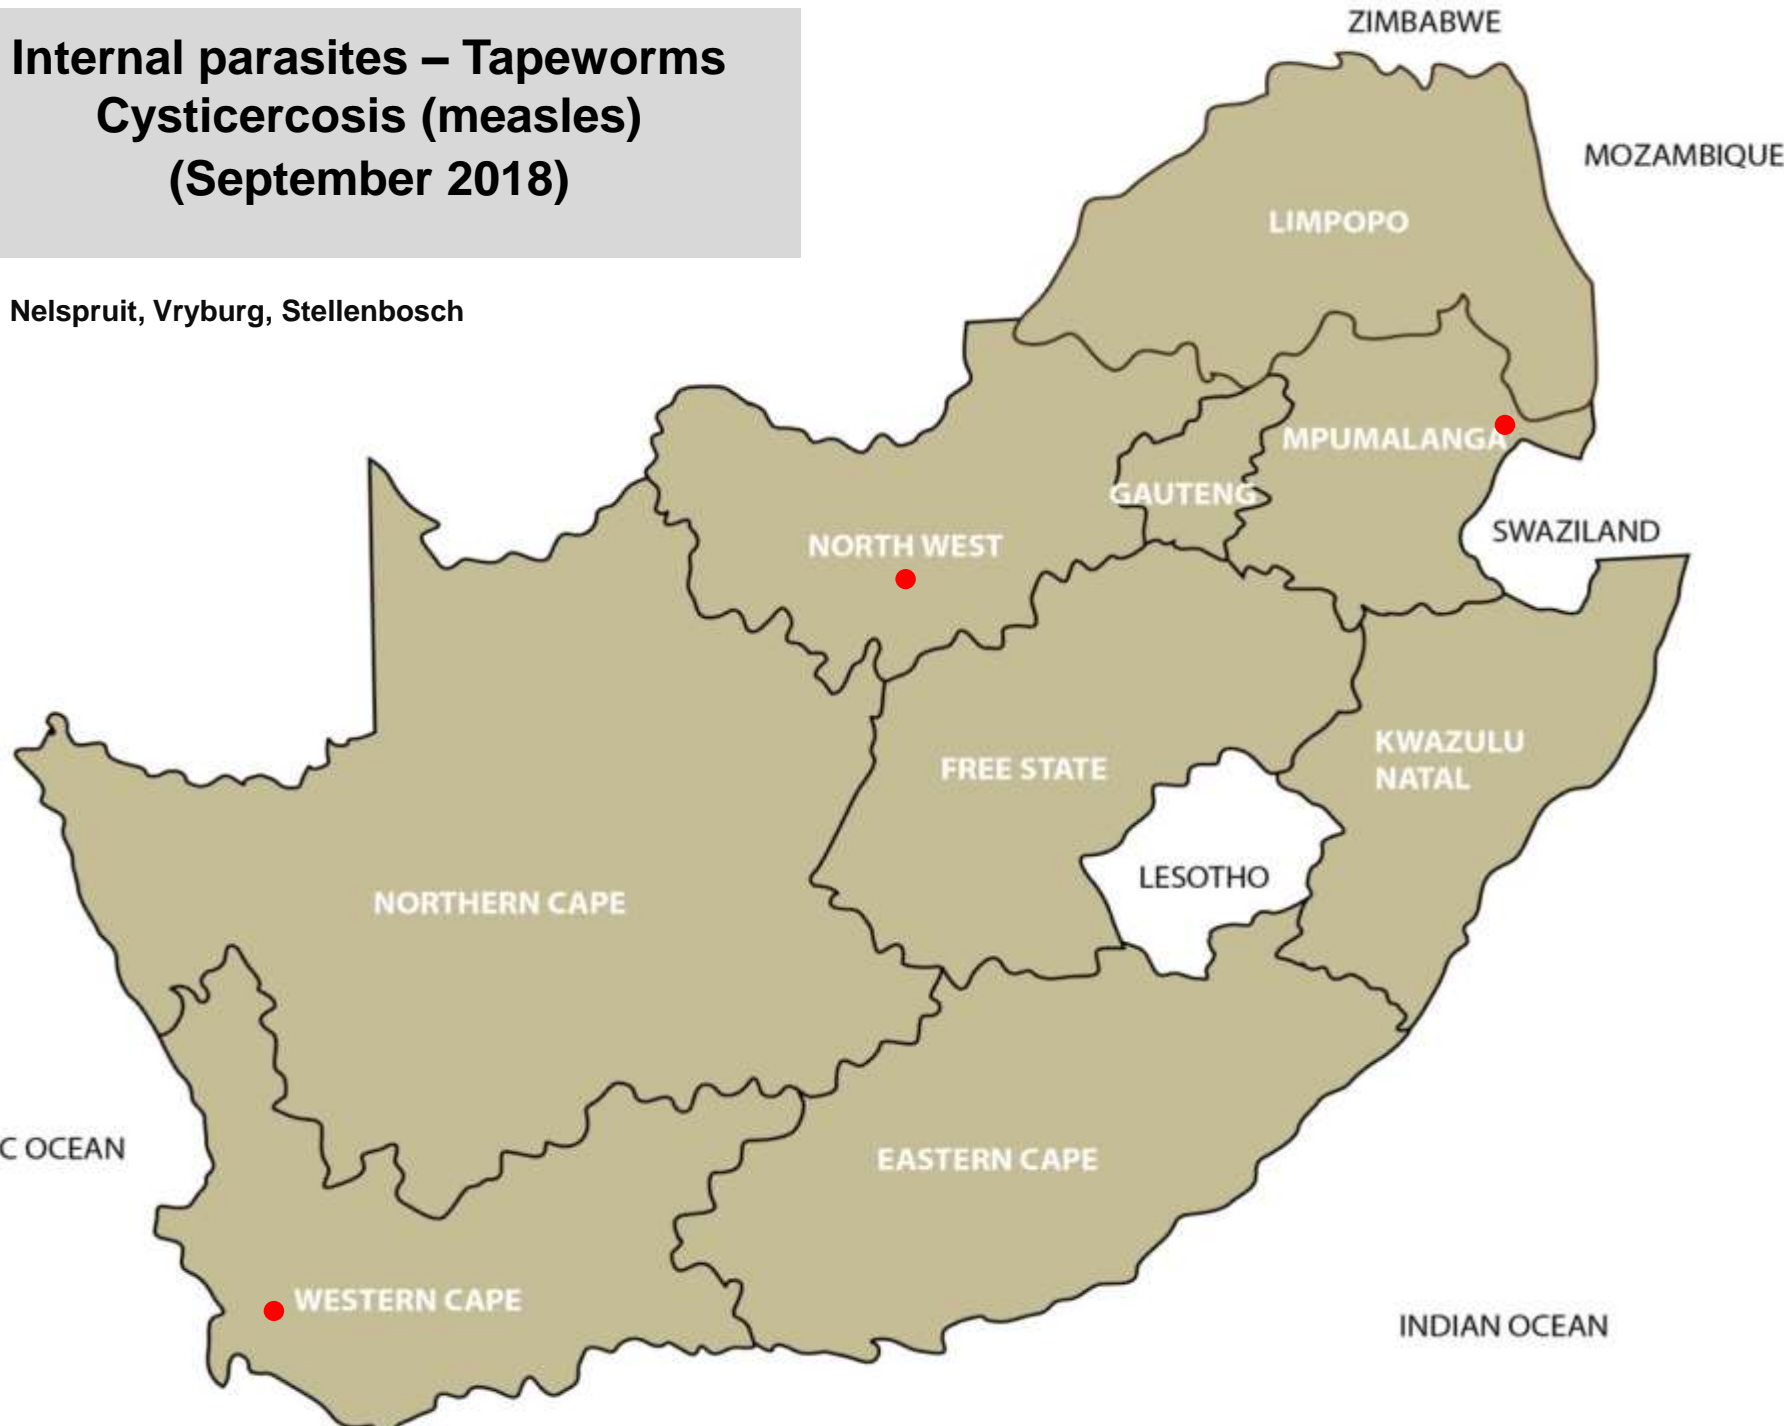 Internal parasites – Tapeworms
Cysticercosis (measles)
(September 2018)
Nelspruit, Vryburg, Stellenbosch
ZIMBABWE
MOZAMBIQUE
LIMPOPO
MPUMALANGA
GAUTENG
SWAZILAND
NORTH WEST
KWAZULU
NATAL
FREE STATE
LESOTHO
NORTHERN CAPE
C OCEAN
EASTERN CAPE
WESTERN CAPE
INDIAN OCEAN